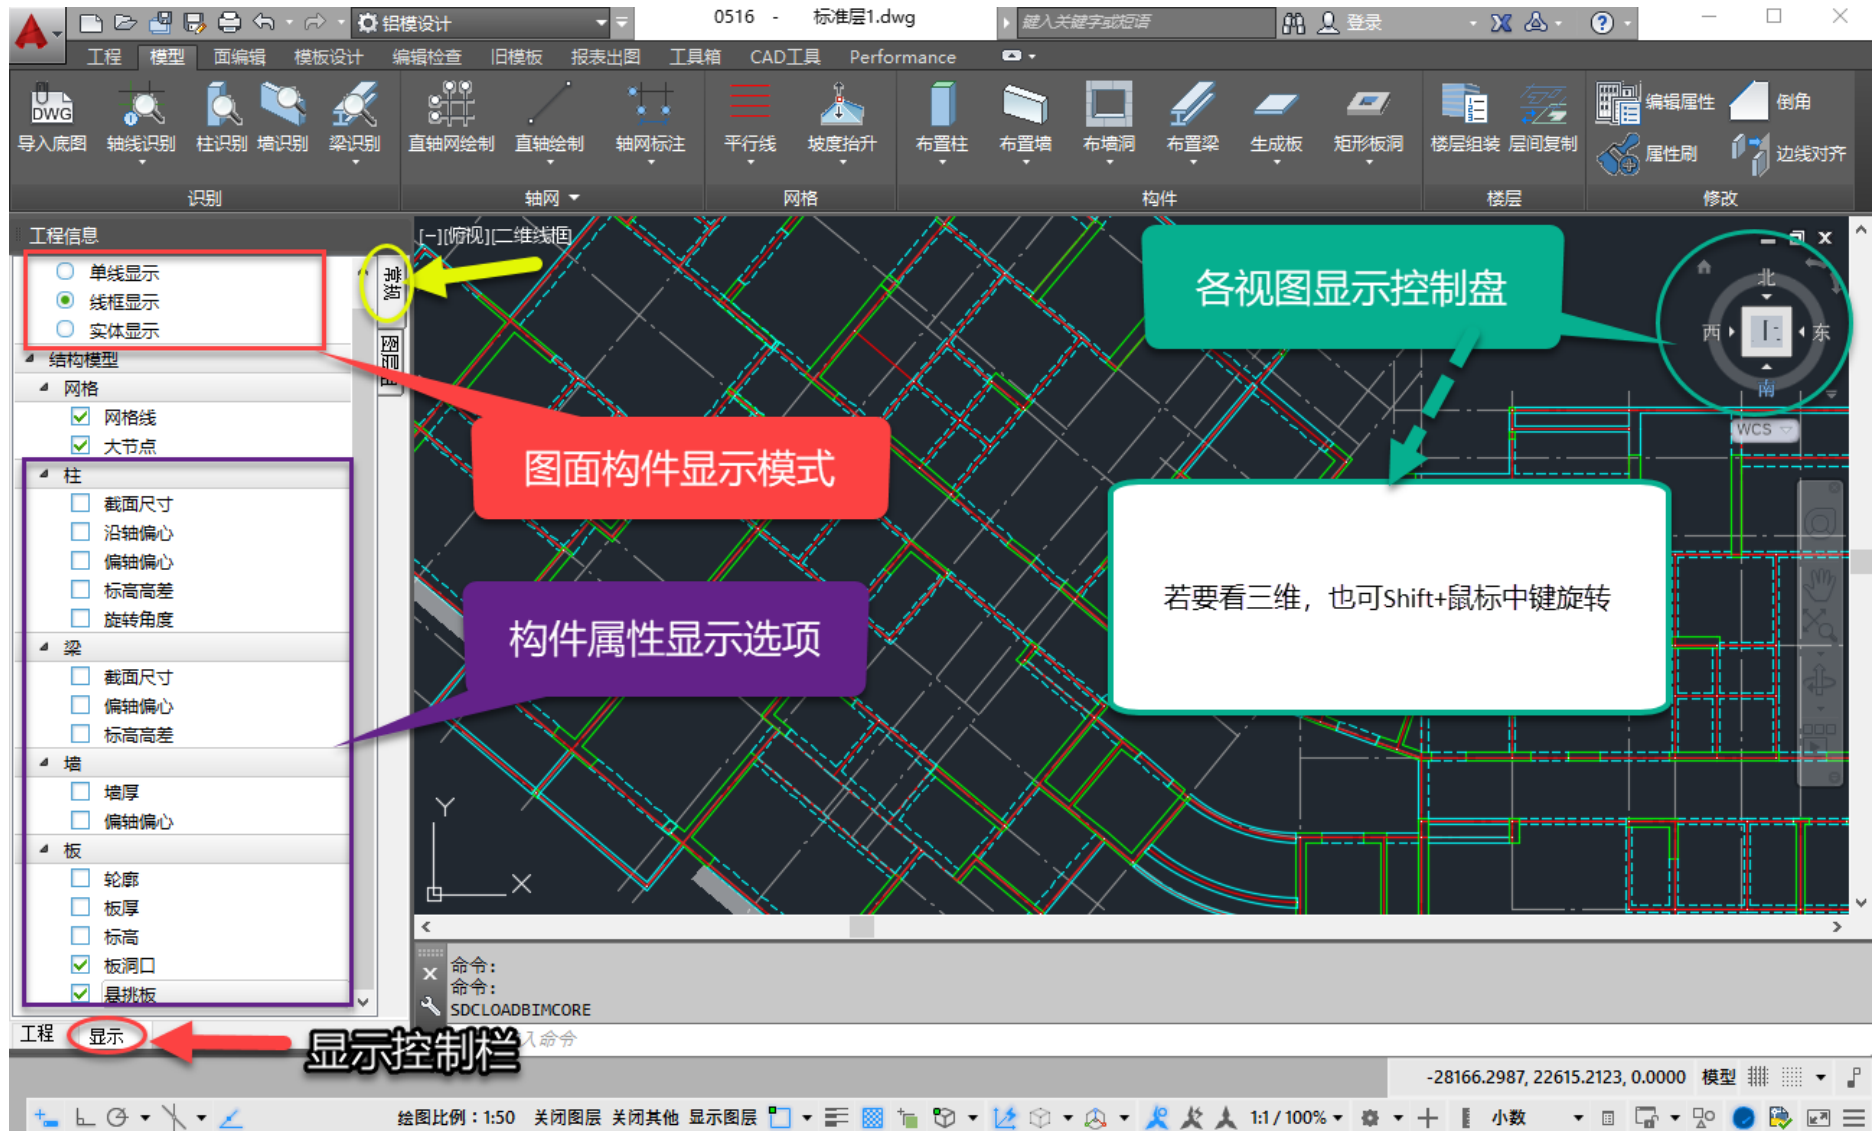 铝模设计
0516 - 标准层1.dwg
键入关键字或短语
登录
工程 模型 面编辑 模板设计 编辑检查 旧模板 报表出图 工具箱 CAD工具 Performance
DWG
导入底图 轴线识别 柱识别 墙识别 梁识别 直轴网绘制 直轴绘制 轴网标注 平行线 坡度抬升 布置柱 布置墙 布墙洞 布置梁 生成板 矩形板洞 楼层组装 层间复制
编辑属性 倒角
属性刷 边线对齐
识别 轴网 网格 构件 楼层 修改
工程信息
单线显示
线框显示
实体显示
结构模型
网格
网格线
大节点
柱
截面尺寸
沿轴偏心
偏轴偏心
标高高差
旋转角度
梁
截面尺寸
偏轴偏心
标高高差
墙
墙厚
偏轴偏心
板
轮廓
板厚
标高
板洞口
悬挑板
工程 显示
常规
[-][俯视][二维线框]
各视图显示控制盘
北
西 东
南
WCS
图面构件显示模式
构件属性显示选项
若要看三维，也可Shift+鼠标中键旋转
Y
X
命令:
命令:
SDCLOADBIMCORE
入命令
显示控制栏
-28166.2987, 22615.2123, 0.0000 模型
绘图比例：1:50 关闭图层 关闭其他 显示图层 1:1 / 100% 小数